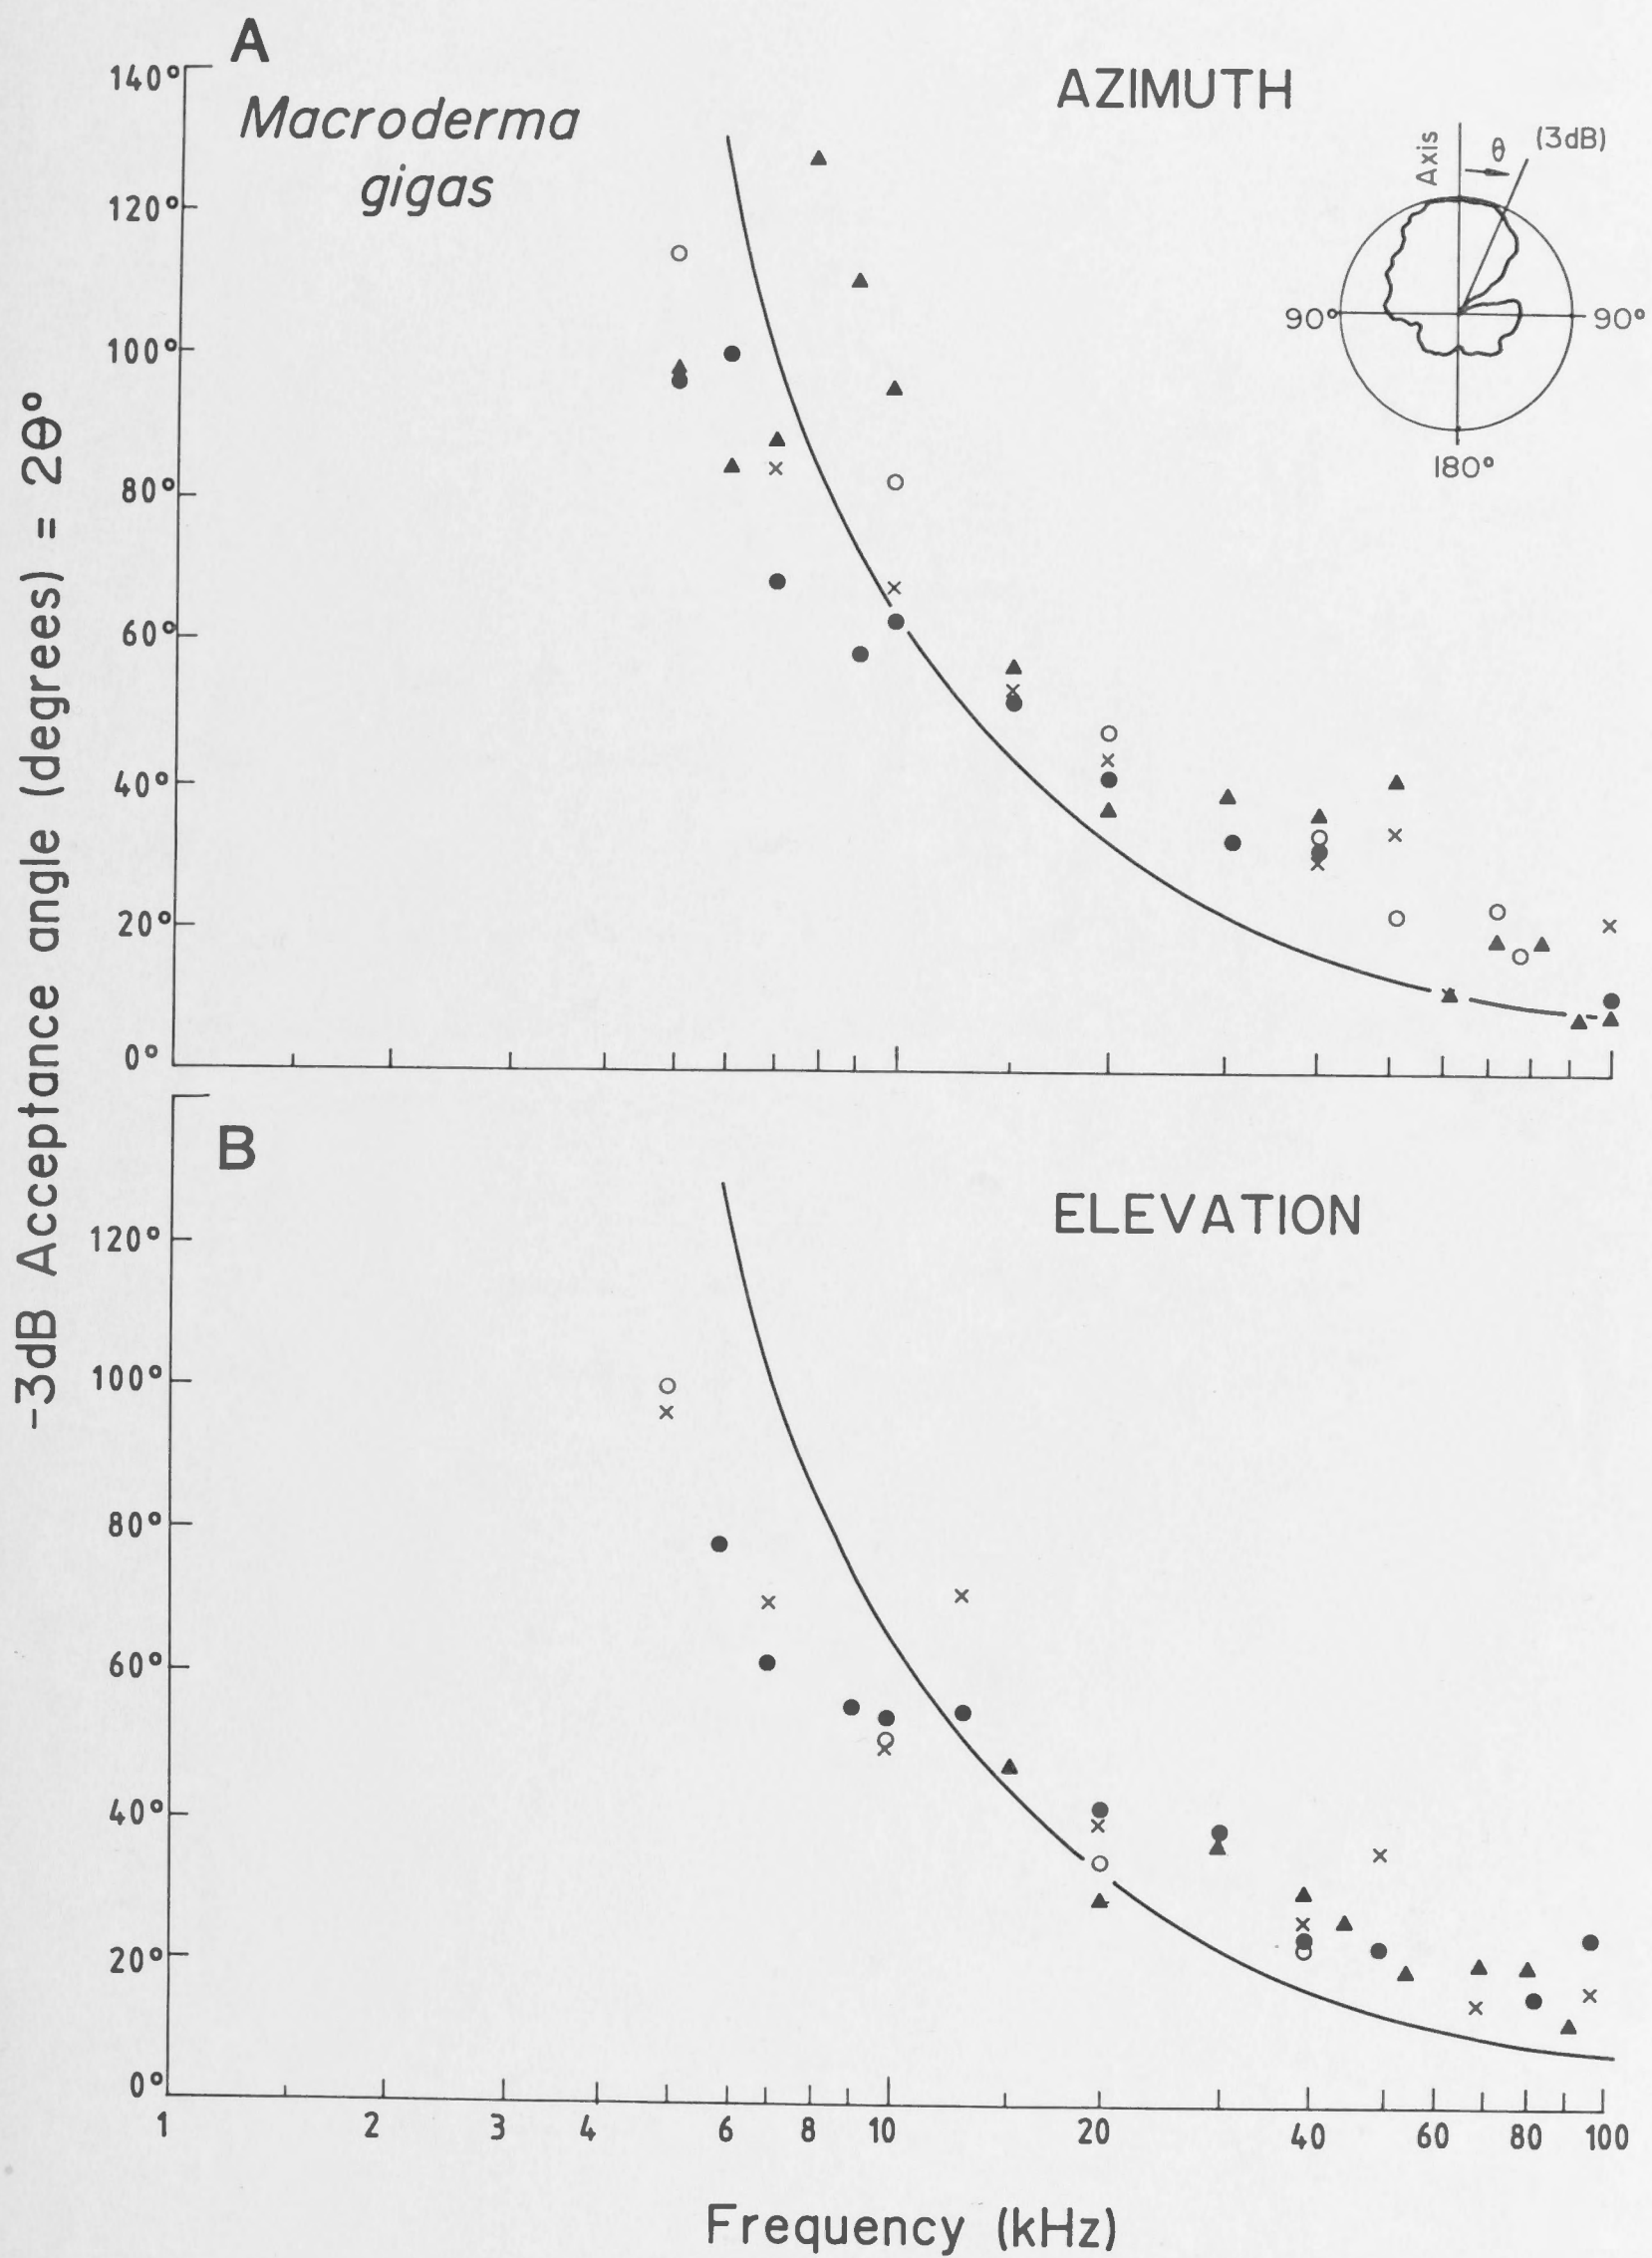 A
Macroderma
gigas
AZIMUTH
Axis
θ
(3dB)
90°
90°
180°
140°
120°
100°
80°
60°
40°
20°
0°
-3dB Acceptance angle (degrees) = 2θ°
B
ELEVATION
120°
100°
80°
60°
40°
20°
0°
1 2 3 4 6 8 10 20 40 60 80 100
Frequency (kHz)